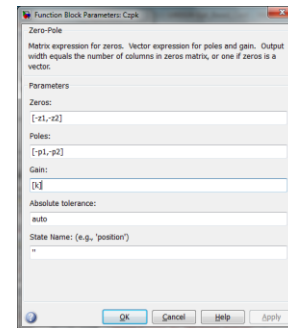 Function Block Parameters: Czpk
Zero-Pole
Matrix expression for zeros. Vector expression for poles and gain. Output
width equals the number of columns in zeros matrix, or one if zeros is a
vector.
Parameters
Zeros:
[-z1,-z2]
Poles:
[-p1,-p2]
Gain:
[k]
Absolute tolerance:
auto
State Name: (e.g., 'position')
''
OK Cancel Help Apply